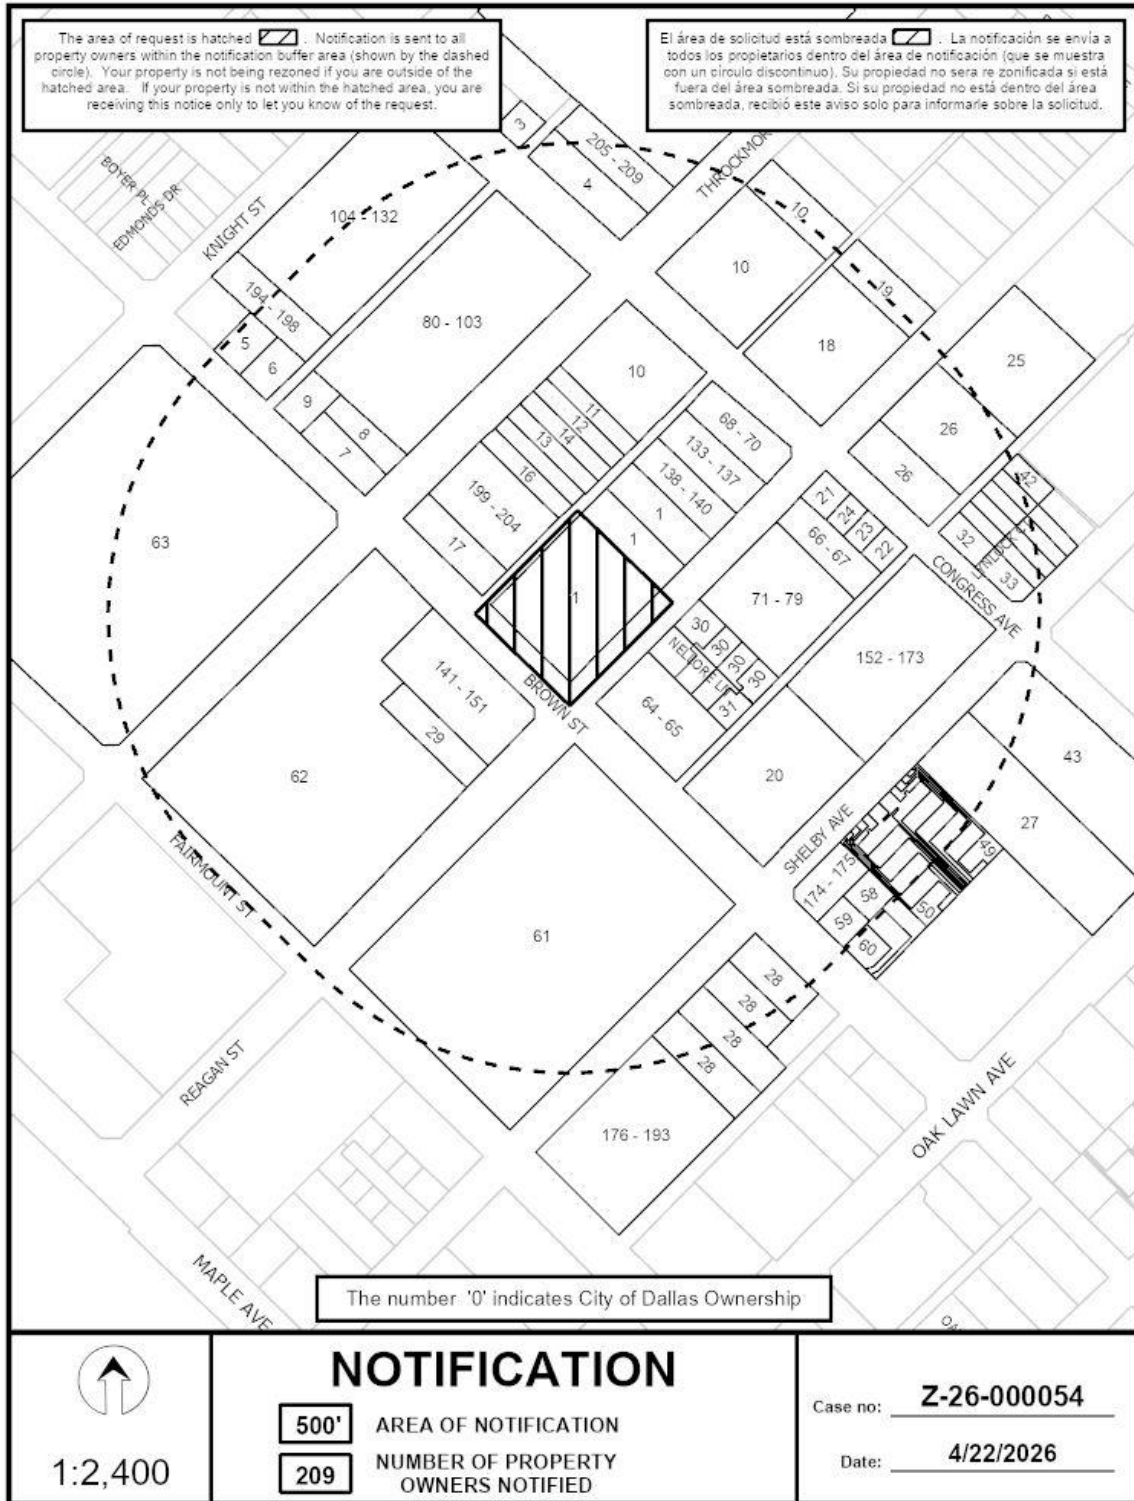 The area of request is hatched . Notification is sent to all
property owners within the notification buffer area (shown by the dashed
circle). Your property is not being rezoned if you are outside of the
hatched area. If your property is not within the hatched area, you are
receiving this notice only to let you know of the request.
El área de solicitud está sombreada . La notificación se envía a
todos los propietarios dentro del área de notificación (que se muestra
con un círculo discontinuo). Su propiedad no sera re zonificada si está
fuera del área sombreada. Si su propiedad no está dentro del área
sombreada, recibió este aviso solo para informarle sobre la solicitud.
3
205 - 209
4
THROCKMOR
BOYER PL
EDMONDS DR
KNIGHT ST
104 - 132
10
10
194 - 198
19
80 - 103
5
6
18
25
10
9
8
7
11
12
14
13
16
68 - 70
133 - 137
138 - 140
1
26
26
42
199 - 204
17
63
1
1
21
24
23
22
66 - 67
32
33
CONGRESS AVE
71 - 79
30
30
30
30
31
152 - 173
141 - 151
29
BROWN ST
64 - 65
62
20
43
27
SHELBY AVE
49
174 - 175
58
59
50
60
FAIRMOUNT ST
61
28
28
28
28
REAGAN ST
176 - 193
OAK LAWN AVE
MAPLE AVE
The number '0' indicates City of Dallas Ownership
1:2,400
NOTIFICATION
500' AREA OF NOTIFICATION
209 NUMBER OF PROPERTY
OWNERS NOTIFIED
Case no: Z-26-000054
Date: 4/22/2026